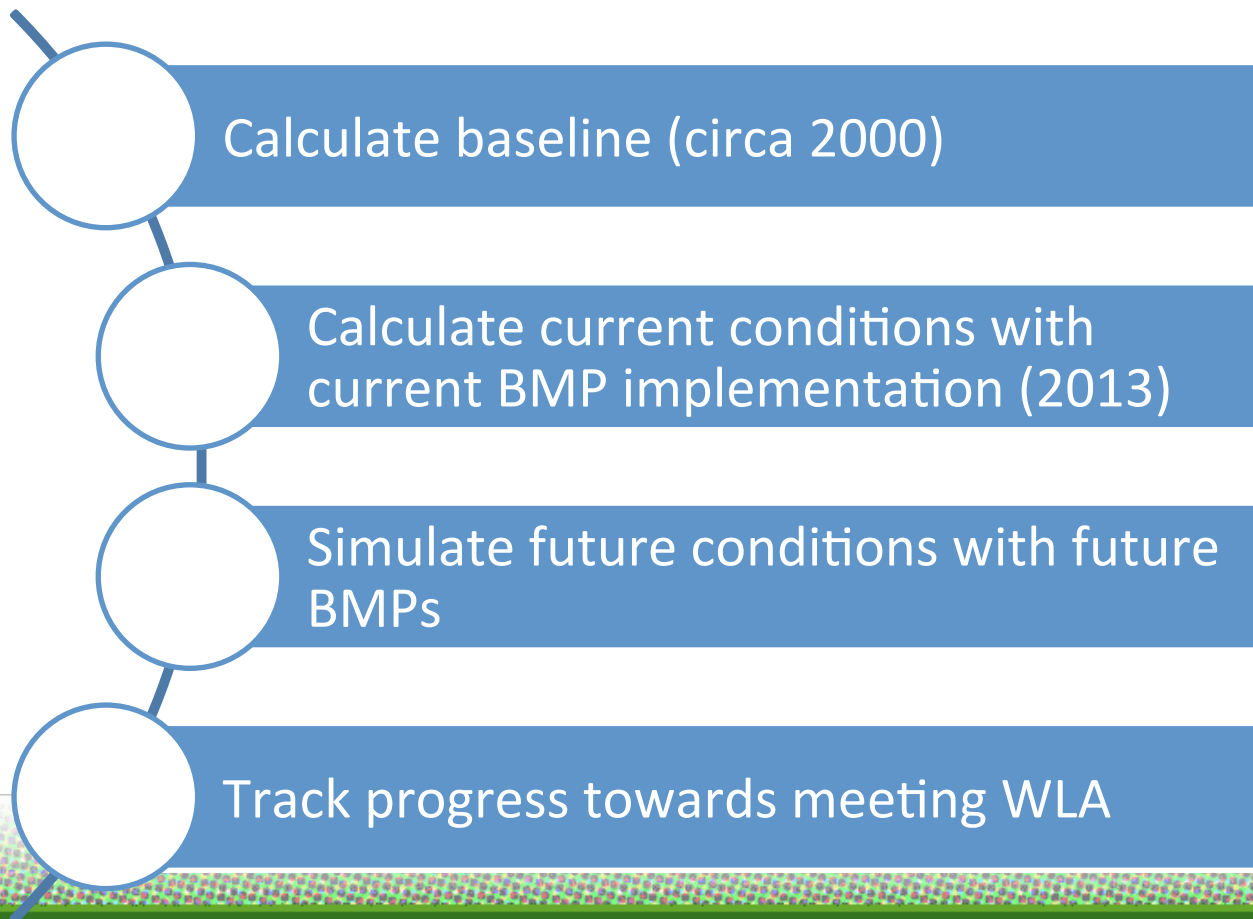 Calculate baseline (circa 2000)
Calculate current conditions with
current BMP implementation (2013)
Simulate future conditions with future
BMPs
Track progress towards meeting WLA